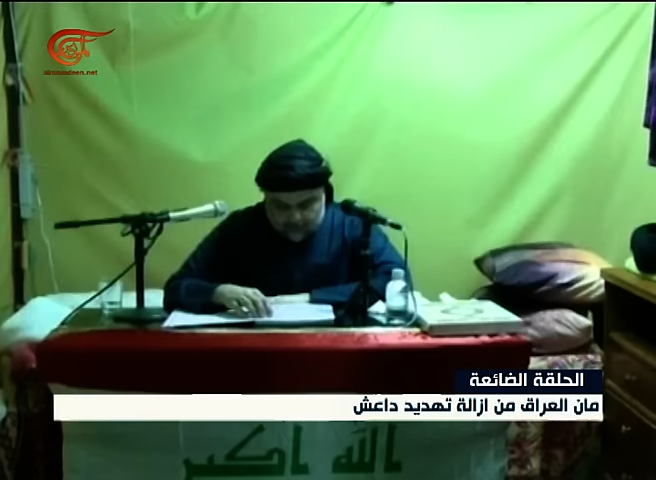 almayadeen.net
الحلقة الضائعة
مان العراق من ازالة تهديد داعش
الله اكبر